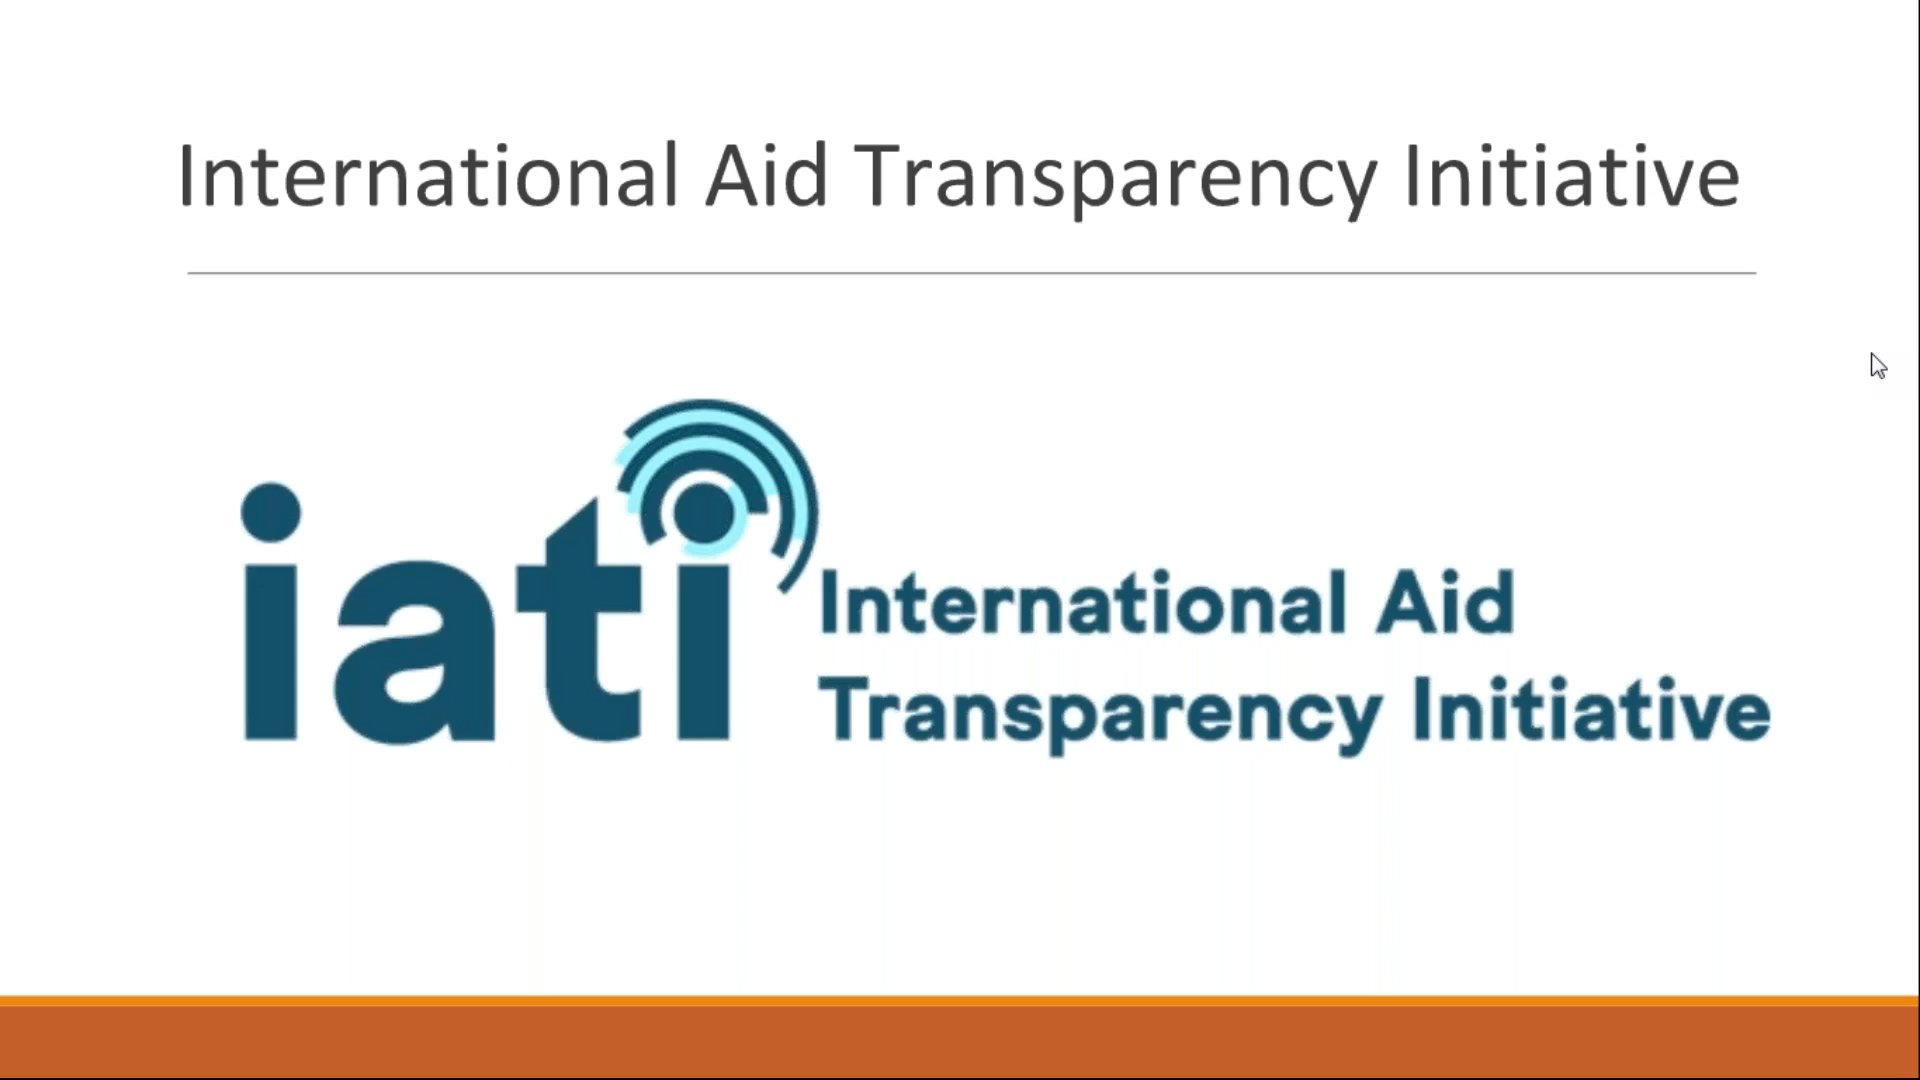 International Aid Transparency Initiative
iati
International Aid
Transparency Initiative